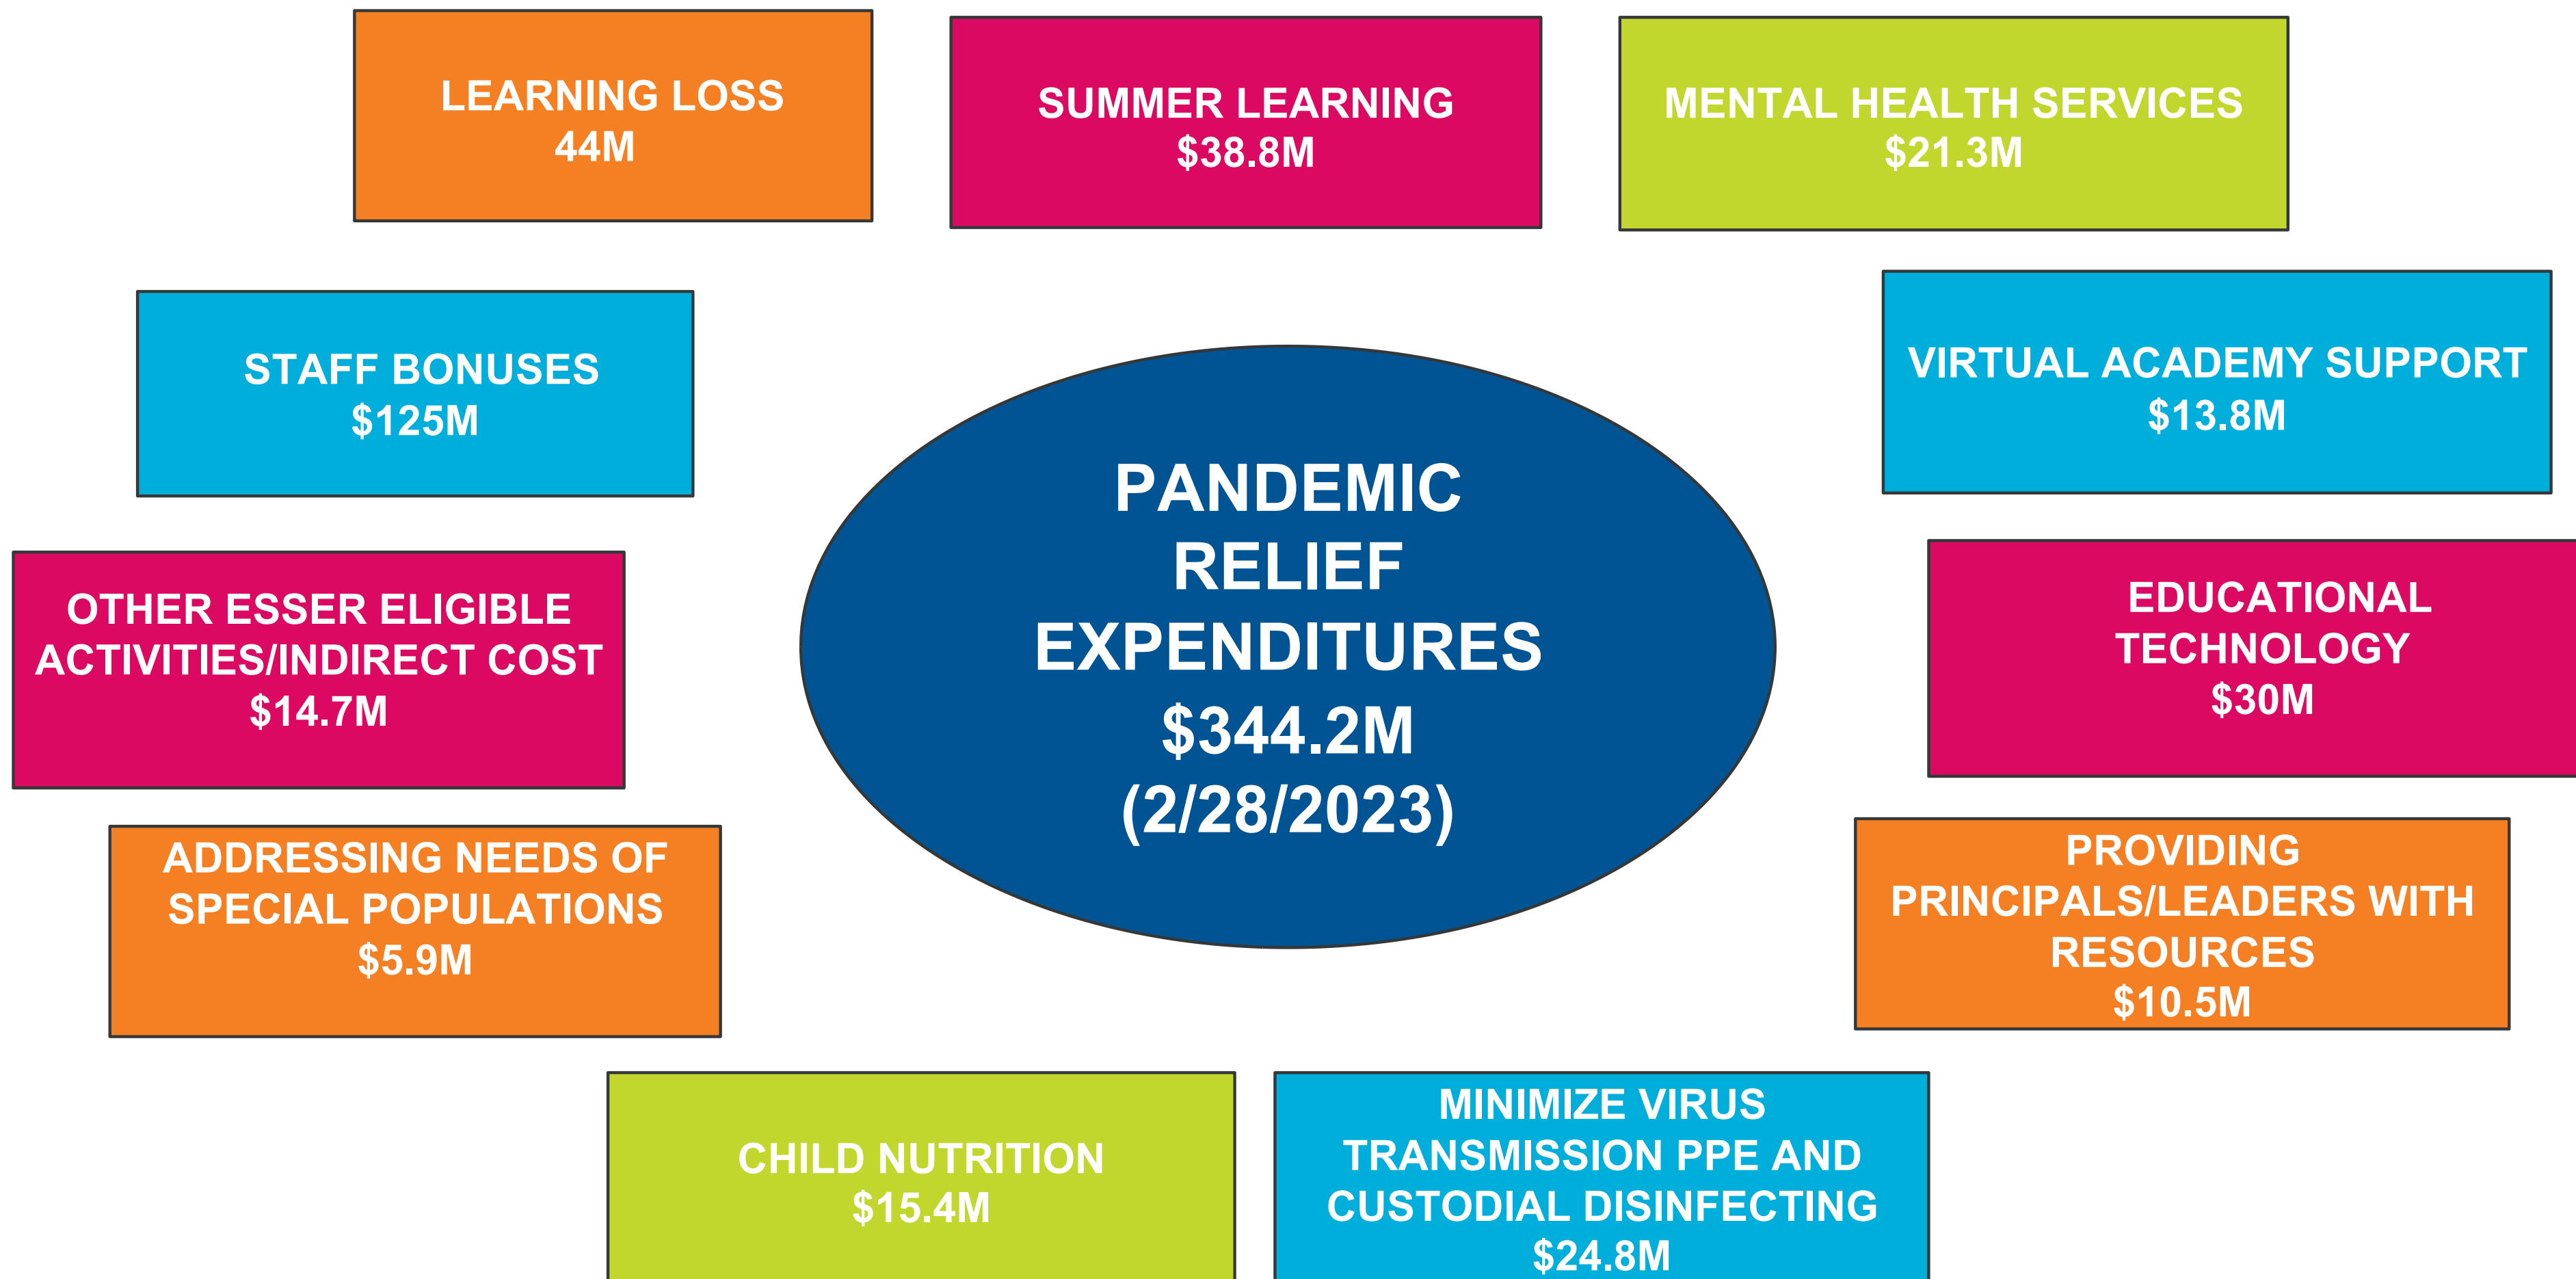 LEARNING LOSS
44M
SUMMER LEARNING
$38.8M
MENTAL HEALTH SERVICES
$21.3M
STAFF BONUSES
$125M
VIRTUAL ACADEMY SUPPORT
$13.8M
PANDEMIC
RELIEF
EXPENDITURES
$344.2M
(2/28/2023)
OTHER ESSER ELIGIBLE
ACTIVITIES/INDIRECT COST
$14.7M
EDUCATIONAL
TECHNOLOGY
$30M
ADDRESSING NEEDS OF
SPECIAL POPULATIONS
$5.9M
PROVIDING
PRINCIPALS/LEADERS WITH
RESOURCES
$10.5M
CHILD NUTRITION
$15.4M
MINIMIZE VIRUS
TRANSMISSION PPE AND
CUSTODIAL DISINFECTING
$24.8M